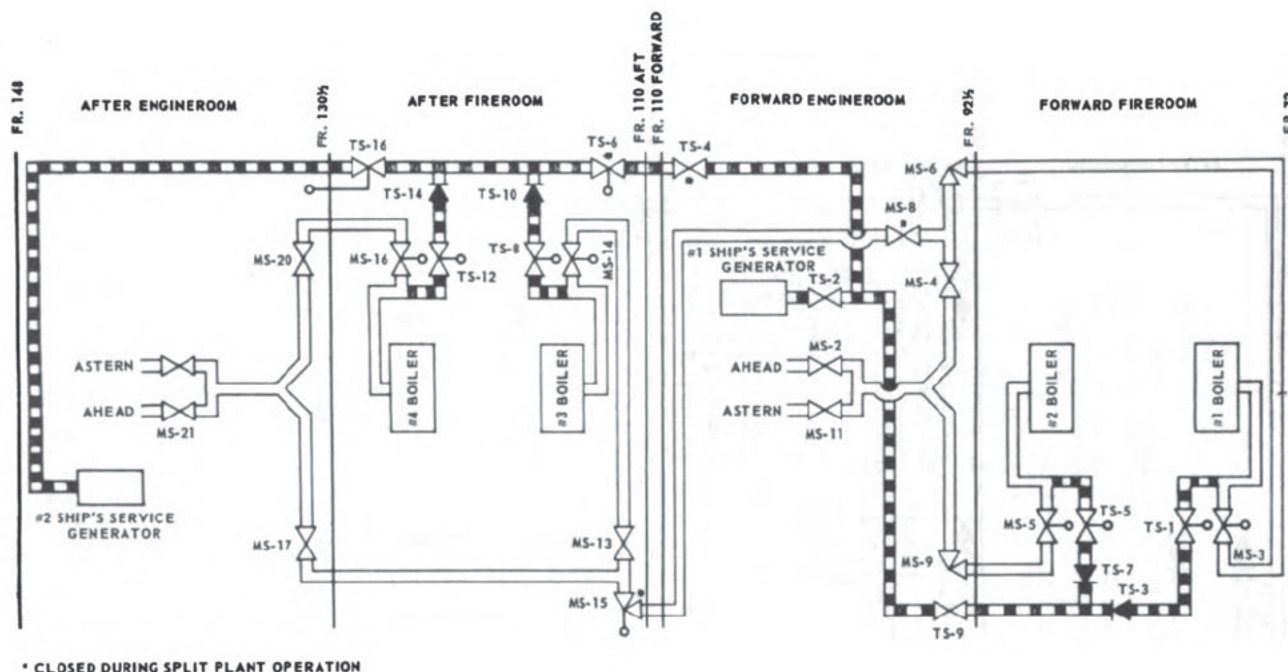 FR. 148
AFTER ENGINEROOM
FR. 130½
AFTER FIREROOM
FR. 110 AFT
FR. 110 FORWARD
FORWARD ENGINEROOM
FR. 92½
FORWARD FIREROOM
TS-16
TS-6
*
TS-4
*
MS-6
TS-14
TS-10
MS-8
*
MS-20
MS-16
TS-12
TS-8
MS-14
#1 SHIP'S SERVICE
GENERATOR
TS-2
MS-4
ASTERN
AHEAD
MS-21
#4 BOILER
#3 BOILER
AHEAD
MS-2
ASTERN
MS-11
#2 BOILER
#1 BOILER
#2 SHIP'S SERVICE
GENERATOR
MS-17
MS-13
MS-15
*
MS-5
TS-5
TS-1
MS-3
MS-9
TS-7
TS-3
TS-9
* CLOSED DURING SPLIT PLANT OPERATION